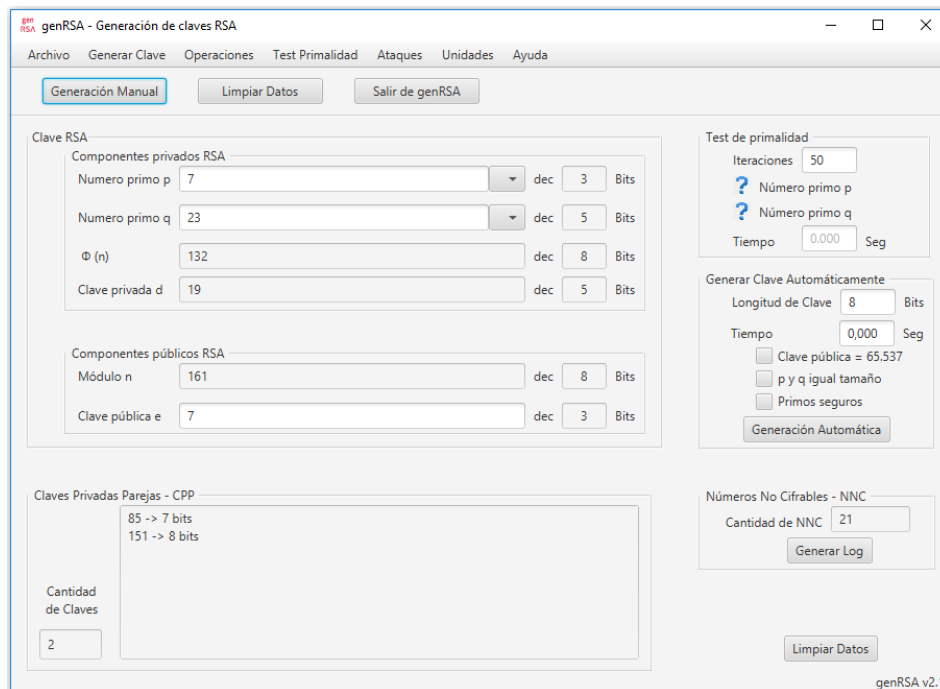 gen RSA genRSA - Generación de claves RSA
Archivo Generar Clave Operaciones Test Primalidad Ataques Unidades Ayuda
Generación Manual Limpiar Datos Salir de genRSA
Clave RSA
Componentes privados RSA
Numero primo p 7 dec 3 Bits
Numero primo q 23 dec 5 Bits
Φ (n) 132 dec 8 Bits
Clave privada d 19 dec 5 Bits
Componentes públicos RSA
Módulo n 161 dec 8 Bits
Clave pública e 7 dec 3 Bits
Test de primalidad
Iteraciones 50
? Número primo p
? Número primo q
Tiempo 0.000 Seg
Generar Clave Automáticamente
Longitud de Clave 8 Bits
Tiempo 0,000 Seg
Clave pública = 65.537
p y q igual tamaño
Primos seguros
Generación Automática
Claves Privadas Parejas - CPP
85 -> 7 bits
151 -> 8 bits
Cantidad
de Claves
2
Números No Cifrables - NNC
Cantidad de NNC 21
Generar Log
Limpiar Datos
genRSA v2.